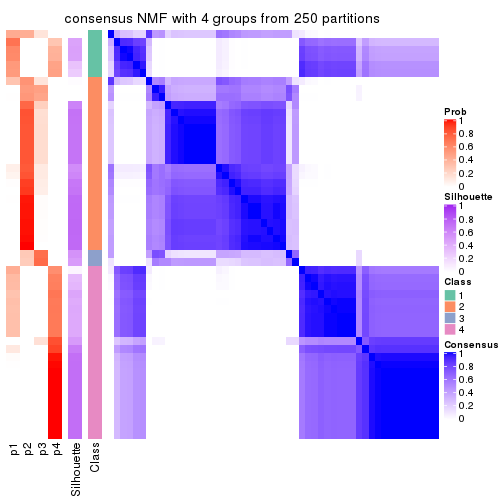 consensus NMF with 4 groups from 250 partitions
Prob
1
0.8
0.6
0.4
0.2
0
Silhouette
1
0.8
0.6
0.4
0.2
0
Class
1
2
3
4
Consensus
1
0.8
0.6
0.4
0.2
0
p1
p2
p3
p4
Silhouette
Class